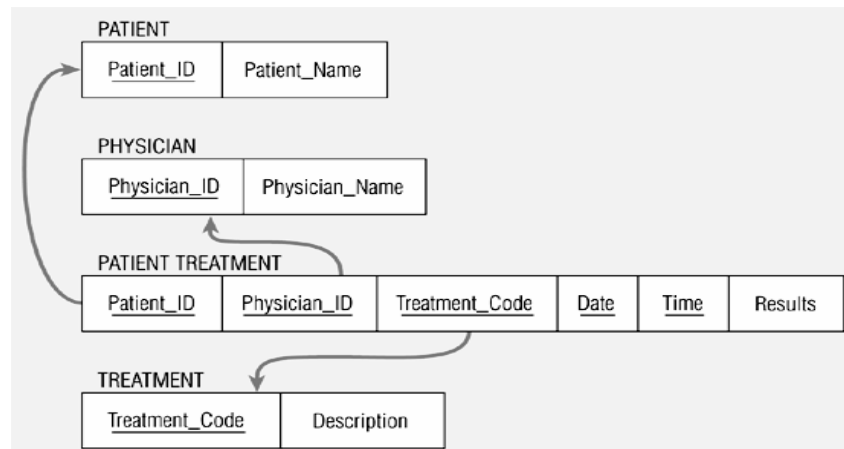 PATIENT
Patient_ID Patient_Name
PHYSICIAN
Physician_ID Physician_Name
PATIENT TREATMENT
Patient_ID Physician_ID Treatment_Code Date Time Results
TREATMENT
Treatment_Code Description